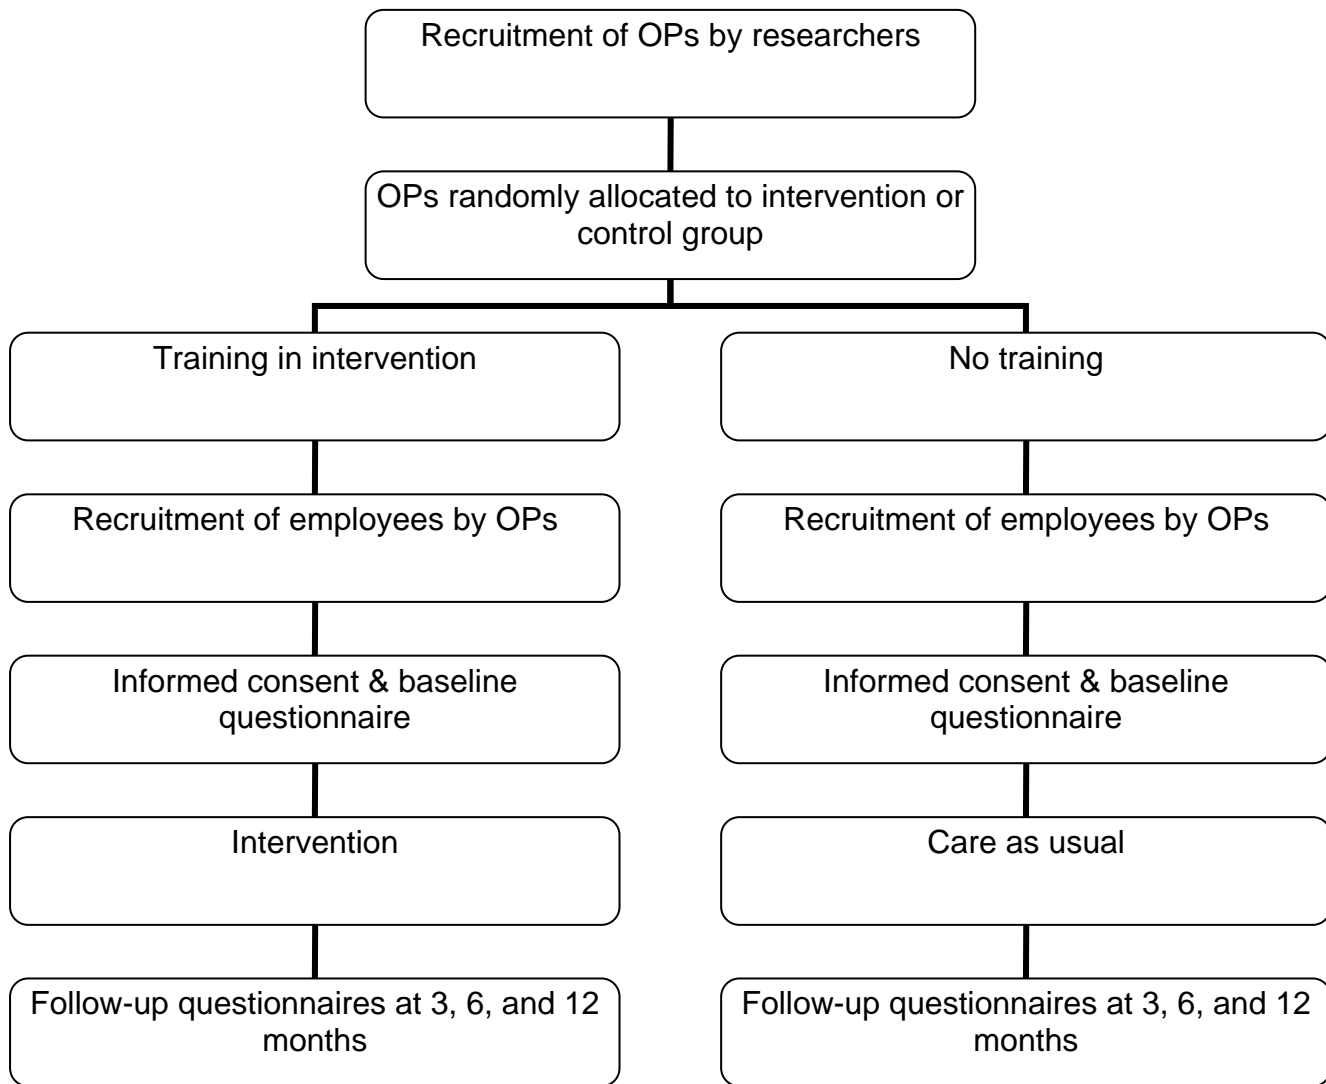 Recruitment of OPs by researchers
OPs randomly allocated to intervention or
control group
Training in intervention
No training
Recruitment of employees by OPs
Recruitment of employees by OPs
Informed consent & baseline
questionnaire
Informed consent & baseline
questionnaire
Intervention
Care as usual
Follow-up questionnaires at 3, 6, and 12
months
Follow-up questionnaires at 3, 6, and 12
months